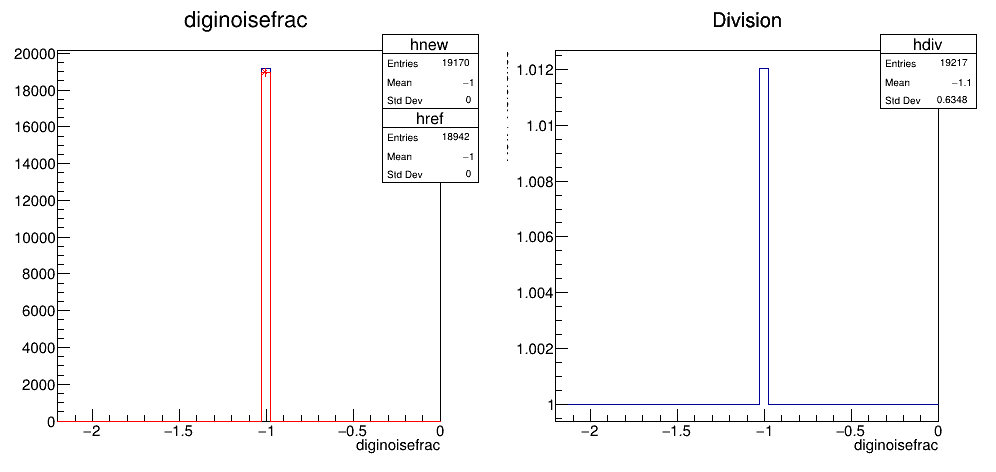 diginoisefrac
hnew
Entries 19170
Mean −1
Std Dev 0
href
Entries 18942
Mean −1
Std Dev 0
20000
18000
16000
14000
12000
10000
8000
6000
4000
2000
0
−2 −1.5 −1 −0.5 0
diginoisefrac
Division
hdiv
Entries 19217
Mean −1.1
Std Dev 0.6348
1.012
1.01
1.008
1.006
1.004
1.002
1
−2 −1.5 −1 −0.5 0
diginoisefrac